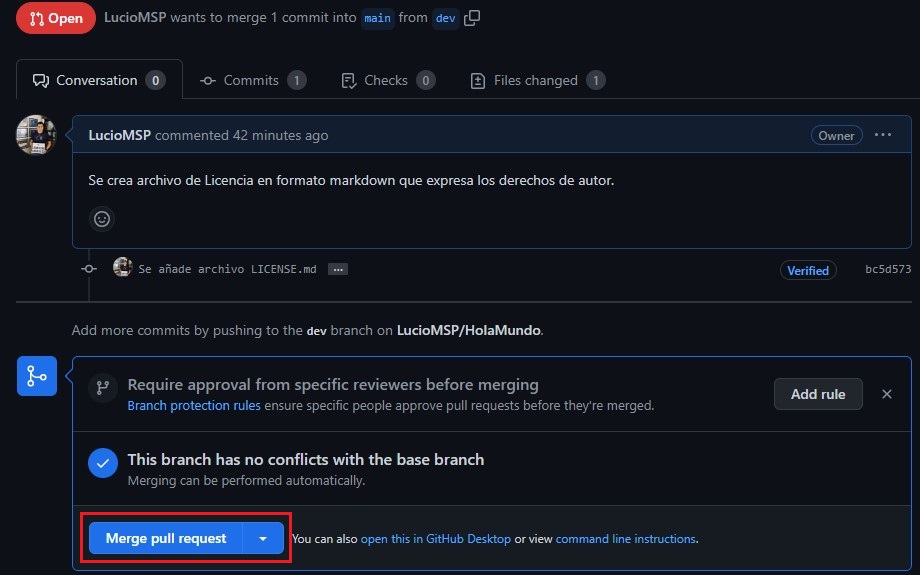 Open LucioMSP wants to merge 1 commit into main from dev
Conversation 0 Commits 1 Checks 0 Files changed 1
LucioMSP commented 42 minutes ago Owner ...
Se crea archivo de Licencia en formato markdown que expresa los derechos de autor.
Se añade archivo LICENSE.md ... Verified bc5d573
Add more commits by pushing to the dev branch on LucioMSP/HolaMundo.
Require approval from specific reviewers before merging
Branch protection rules ensure specific people approve pull requests before they're merged.
Add rule
This branch has no conflicts with the base branch
Merging can be performed automatically.
Merge pull request You can also open this in GitHub Desktop or view command line instructions.